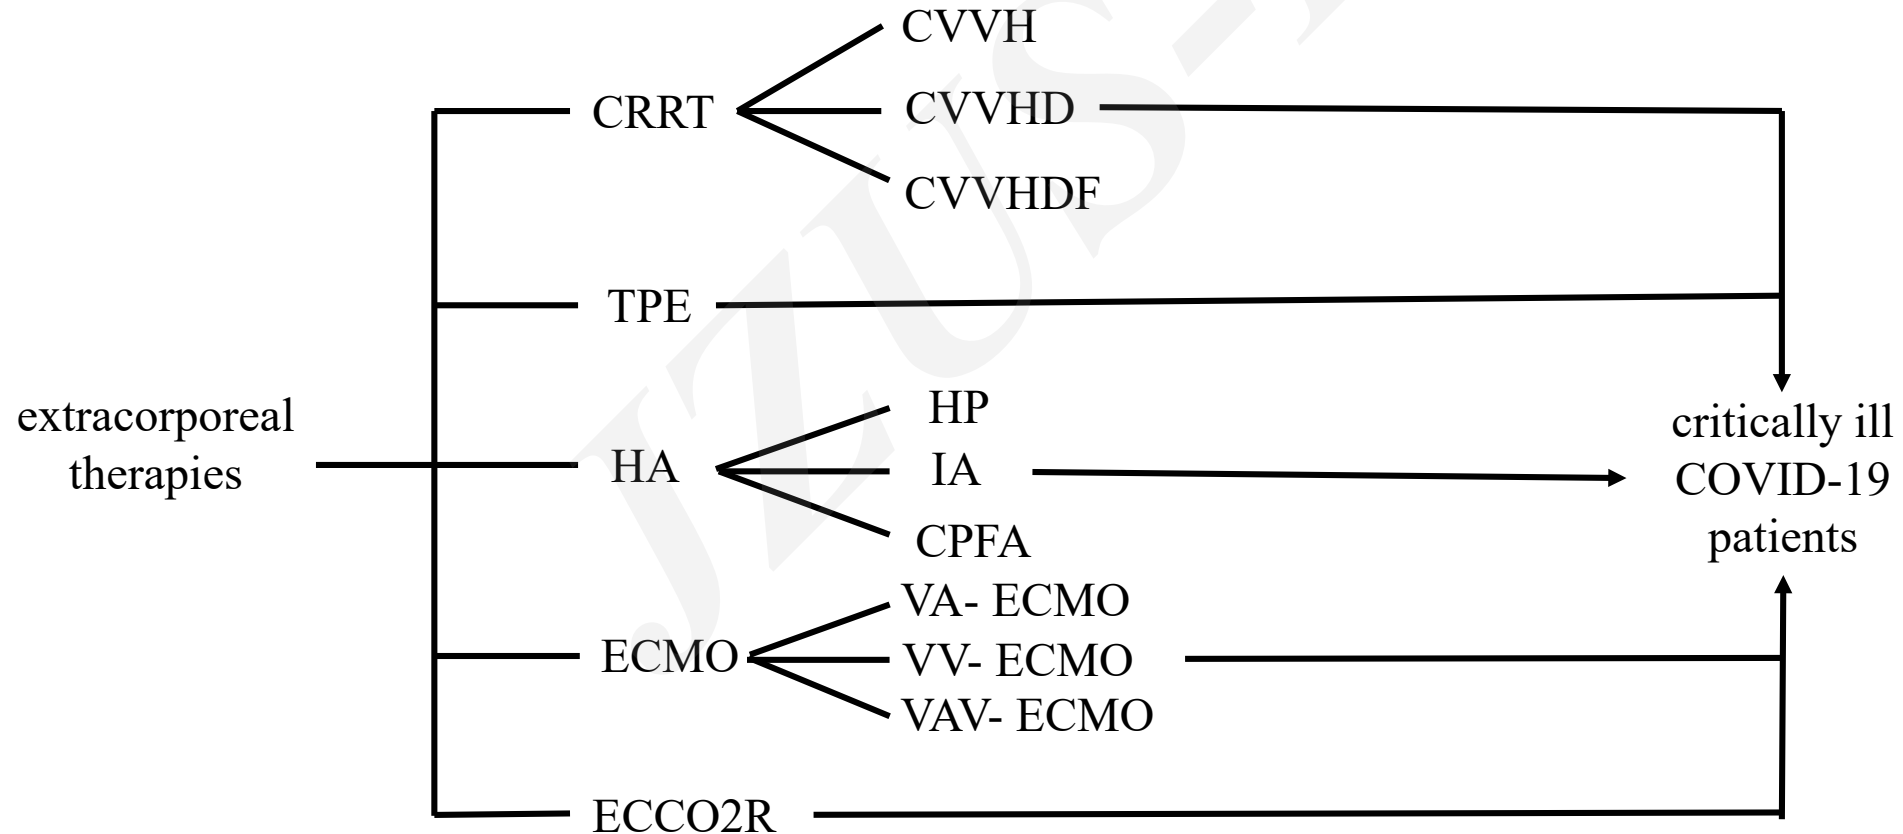 CVVH
CRRT
CVVHD
CVVHDF
TPE
extracorporeal
therapies
HP
HA
IA
CPFA
critically ill
COVID-19
patients
VA- ECMO
ECMO
VV- ECMO
VAV- ECMO
ECCO2R
JZUS-